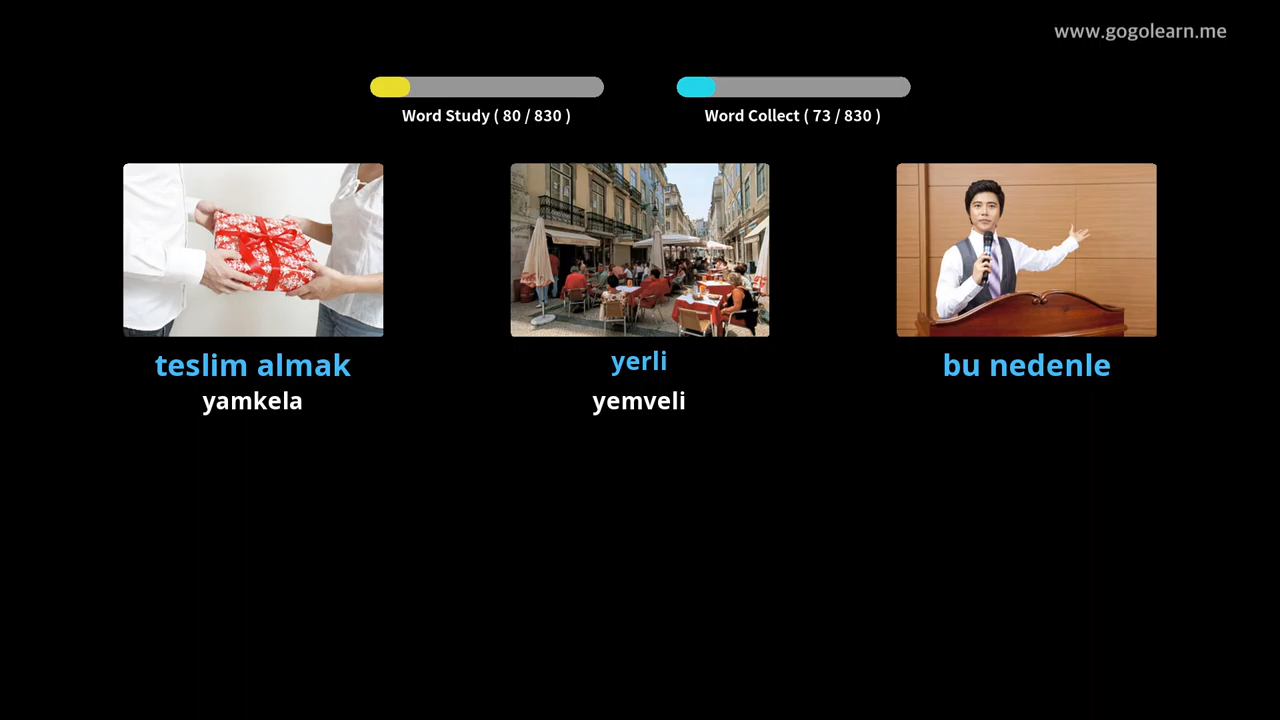 www.gogolearn.me
Word Study ( 80 / 830 )
Word Collect ( 73 / 830 )
teslim almak
yerli
bu nedenle
yamkela
yemveli